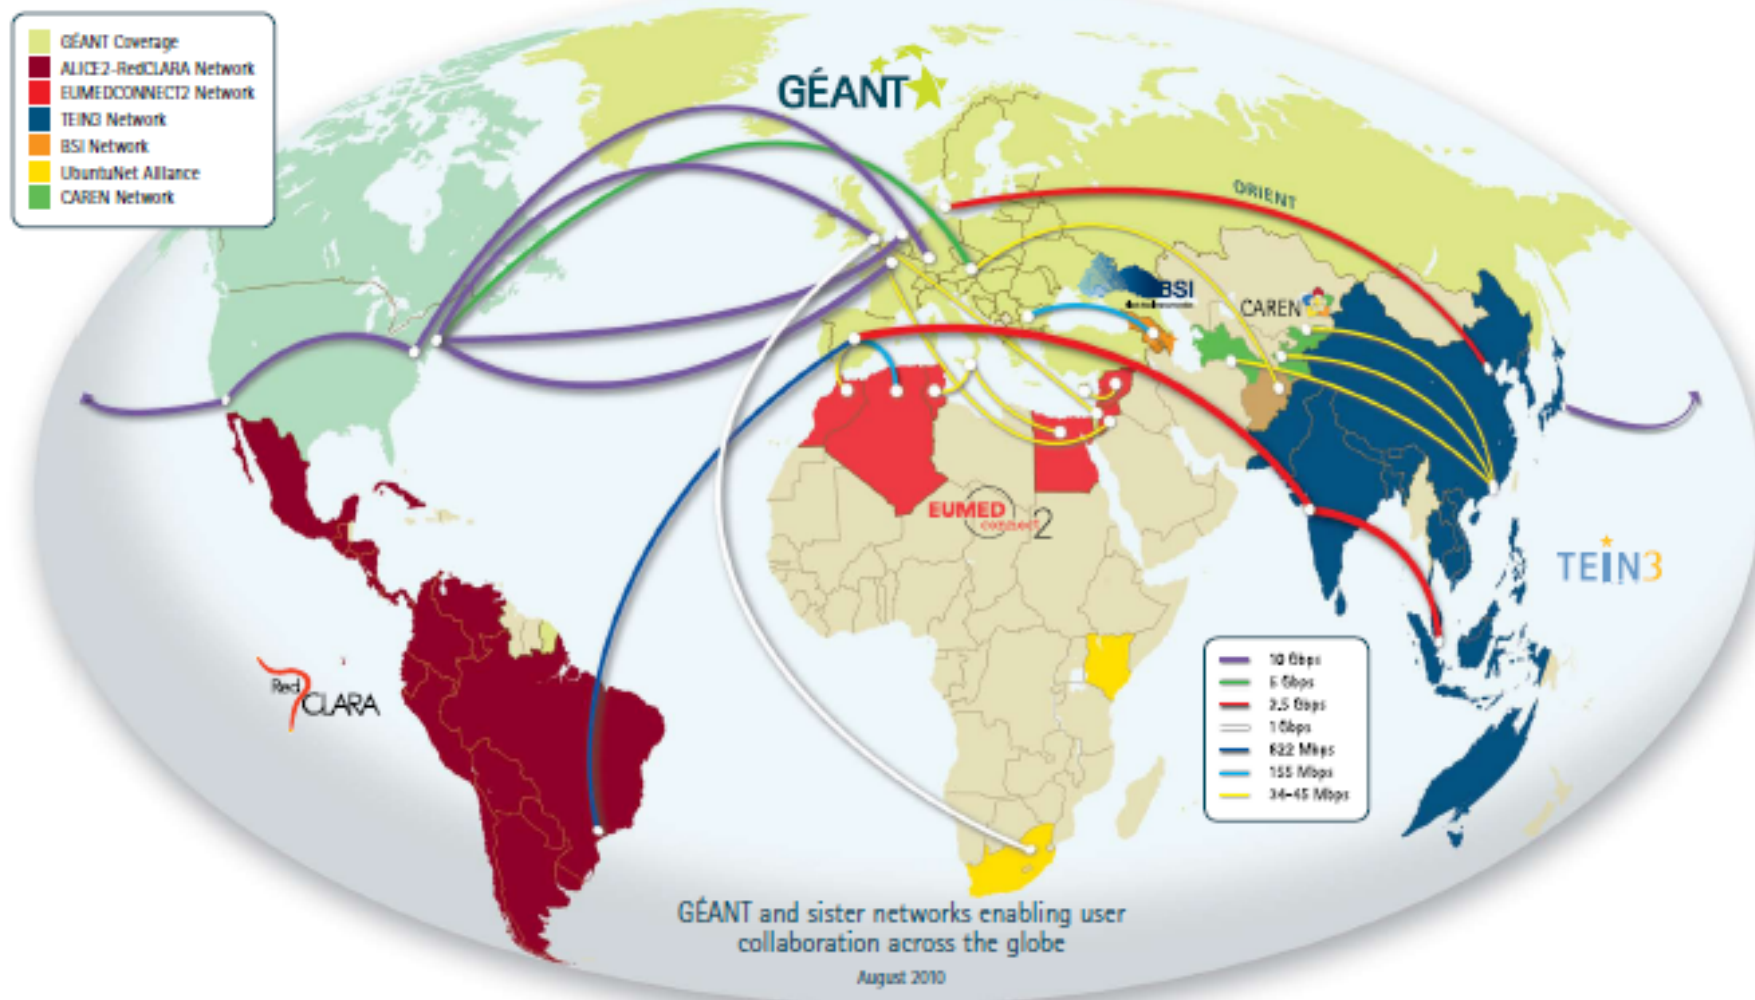 GÉANT Coverage
ALICE2-RedCLARA Network
EUMEDCONNECT2 Network
TEIN3 Network
BSI Network
UbuntuNet Alliance
CAREN Network
GÉANT
ORIENT
BSI
CAREN
EUMED
connect 2
TEIN3
Red
CLARA
10 Gbps
5 Gbps
2.5 Gbps
1 Gbps
622 Mbps
155 Mbps
34-45 Mbps
GÉANT and sister networks enabling user
collaboration across the globe
August 2010